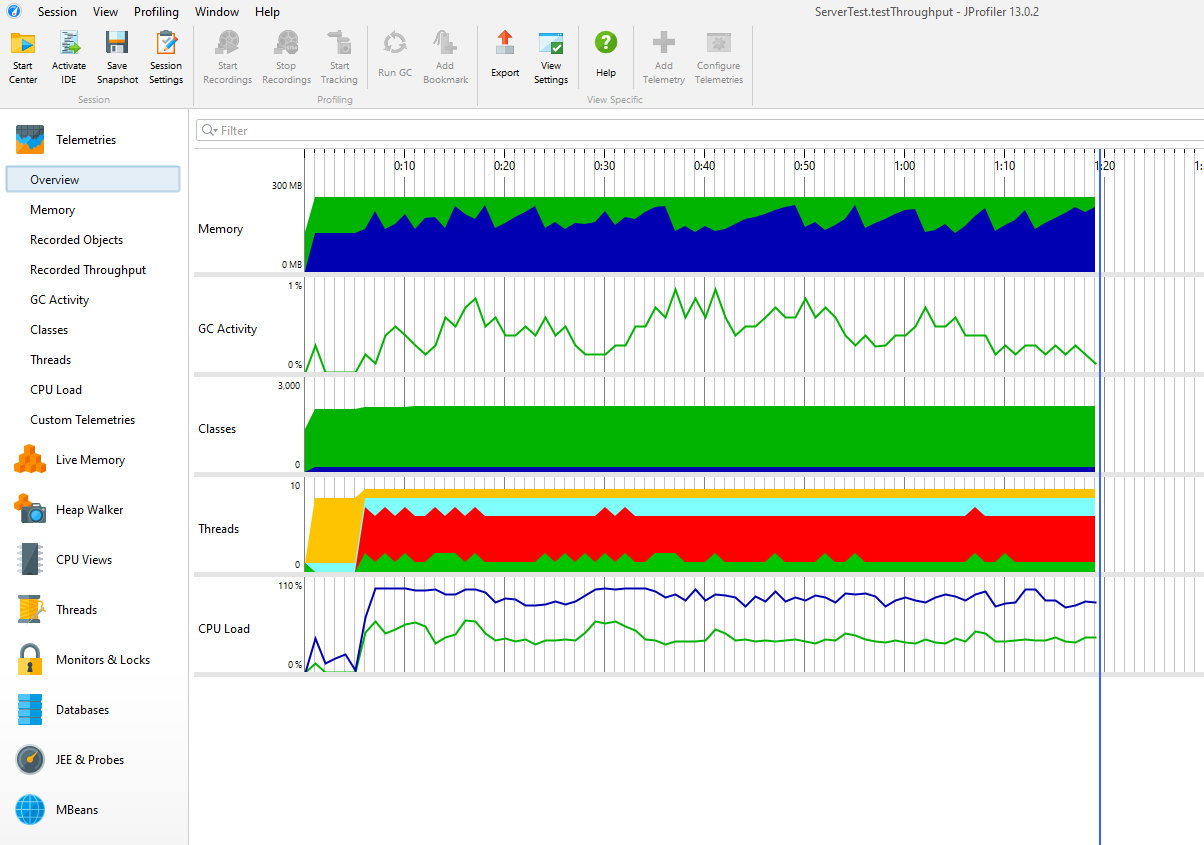 Session View Profiling Window Help
ServerTest.testThroughput - JProfiler 13.0.2
Start Center
Activate IDE
Save Snapshot
Session Settings
Start Recordings
Stop Recordings
Start Tracking
Run GC
Add Bookmark
Export
View Settings
Help
Add Telemetry
Configure Telemetries
Session
Profiling
View Specific
Telemetries
Overview
Memory
Recorded Objects
Recorded Throughput
GC Activity
Classes
Threads
CPU Load
Custom Telemetries
Live Memory
Heap Walker
CPU Views
Threads
Monitors & Locks
Databases
JEE & Probes
MBeans
Filter
0:10 0:20 0:30 0:40 0:50 1:00 1:10 1:20 1:
300 MB
Memory
0 MB
1 %
GC Activity
0 %
3,000
Classes
0
10
Threads
0
110 %
CPU Load
0 %